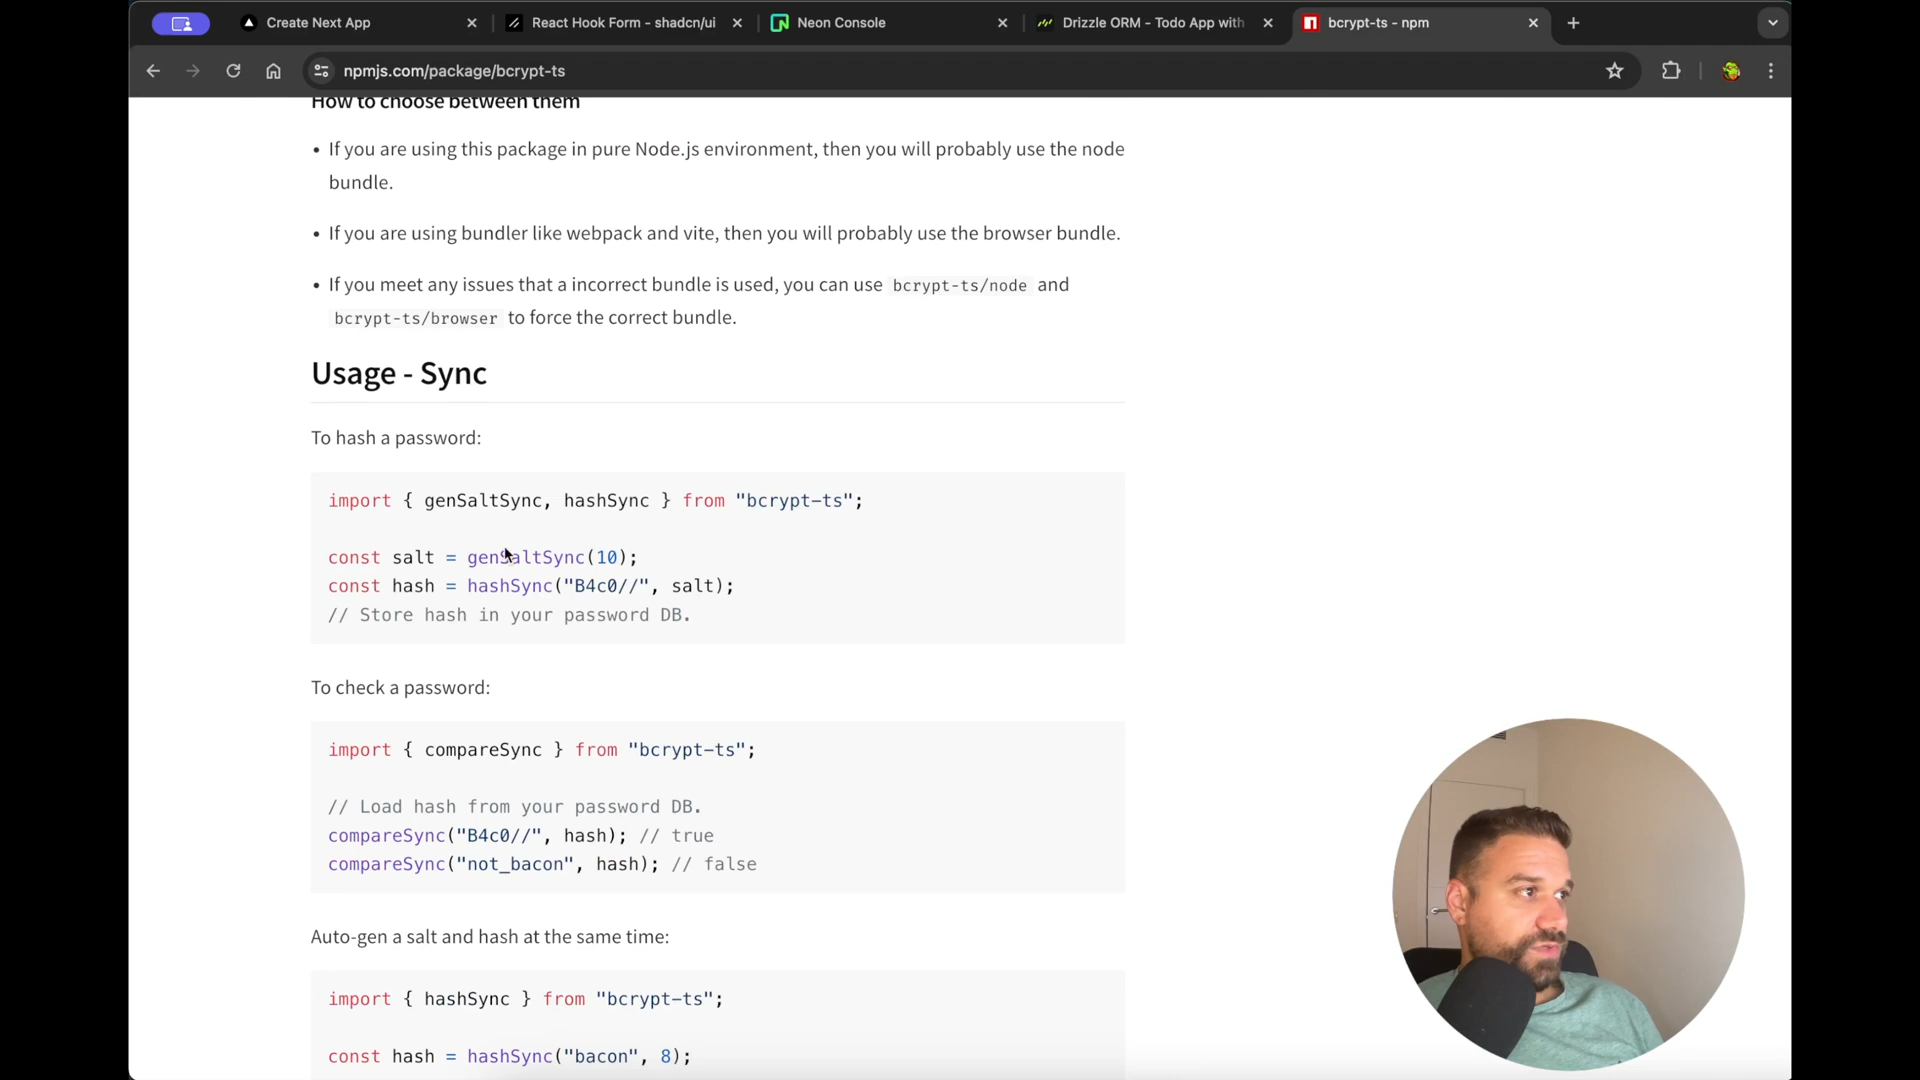 Create Next App
React Hook Form - shadcn/ui
Neon Console
Drizzle ORM - Todo App with
bcrypt-ts - npm
npmjs.com/package/bcrypt-ts
How to choose between them
• If you are using this package in pure Node.js environment, then you will probably use the node
bundle.
• If you are using bundler like webpack and vite, then you will probably use the browser bundle.
• If you meet any issues that a incorrect bundle is used, you can use bcrypt-ts/node and
bcrypt-ts/browser to force the correct bundle.
Usage - Sync
To hash a password:
import { genSaltSync, hashSync } from "bcrypt-ts";
const salt = genSaltSync(10);
const hash = hashSync("B4c0//", salt);
// Store hash in your password DB.
To check a password:
import { compareSync } from "bcrypt-ts";
// Load hash from your password DB.
compareSync("B4c0//", hash); // true
compareSync("not_bacon", hash); // false
Auto-gen a salt and hash at the same time:
import { hashSync } from "bcrypt-ts";
const hash = hashSync("bacon", 8);